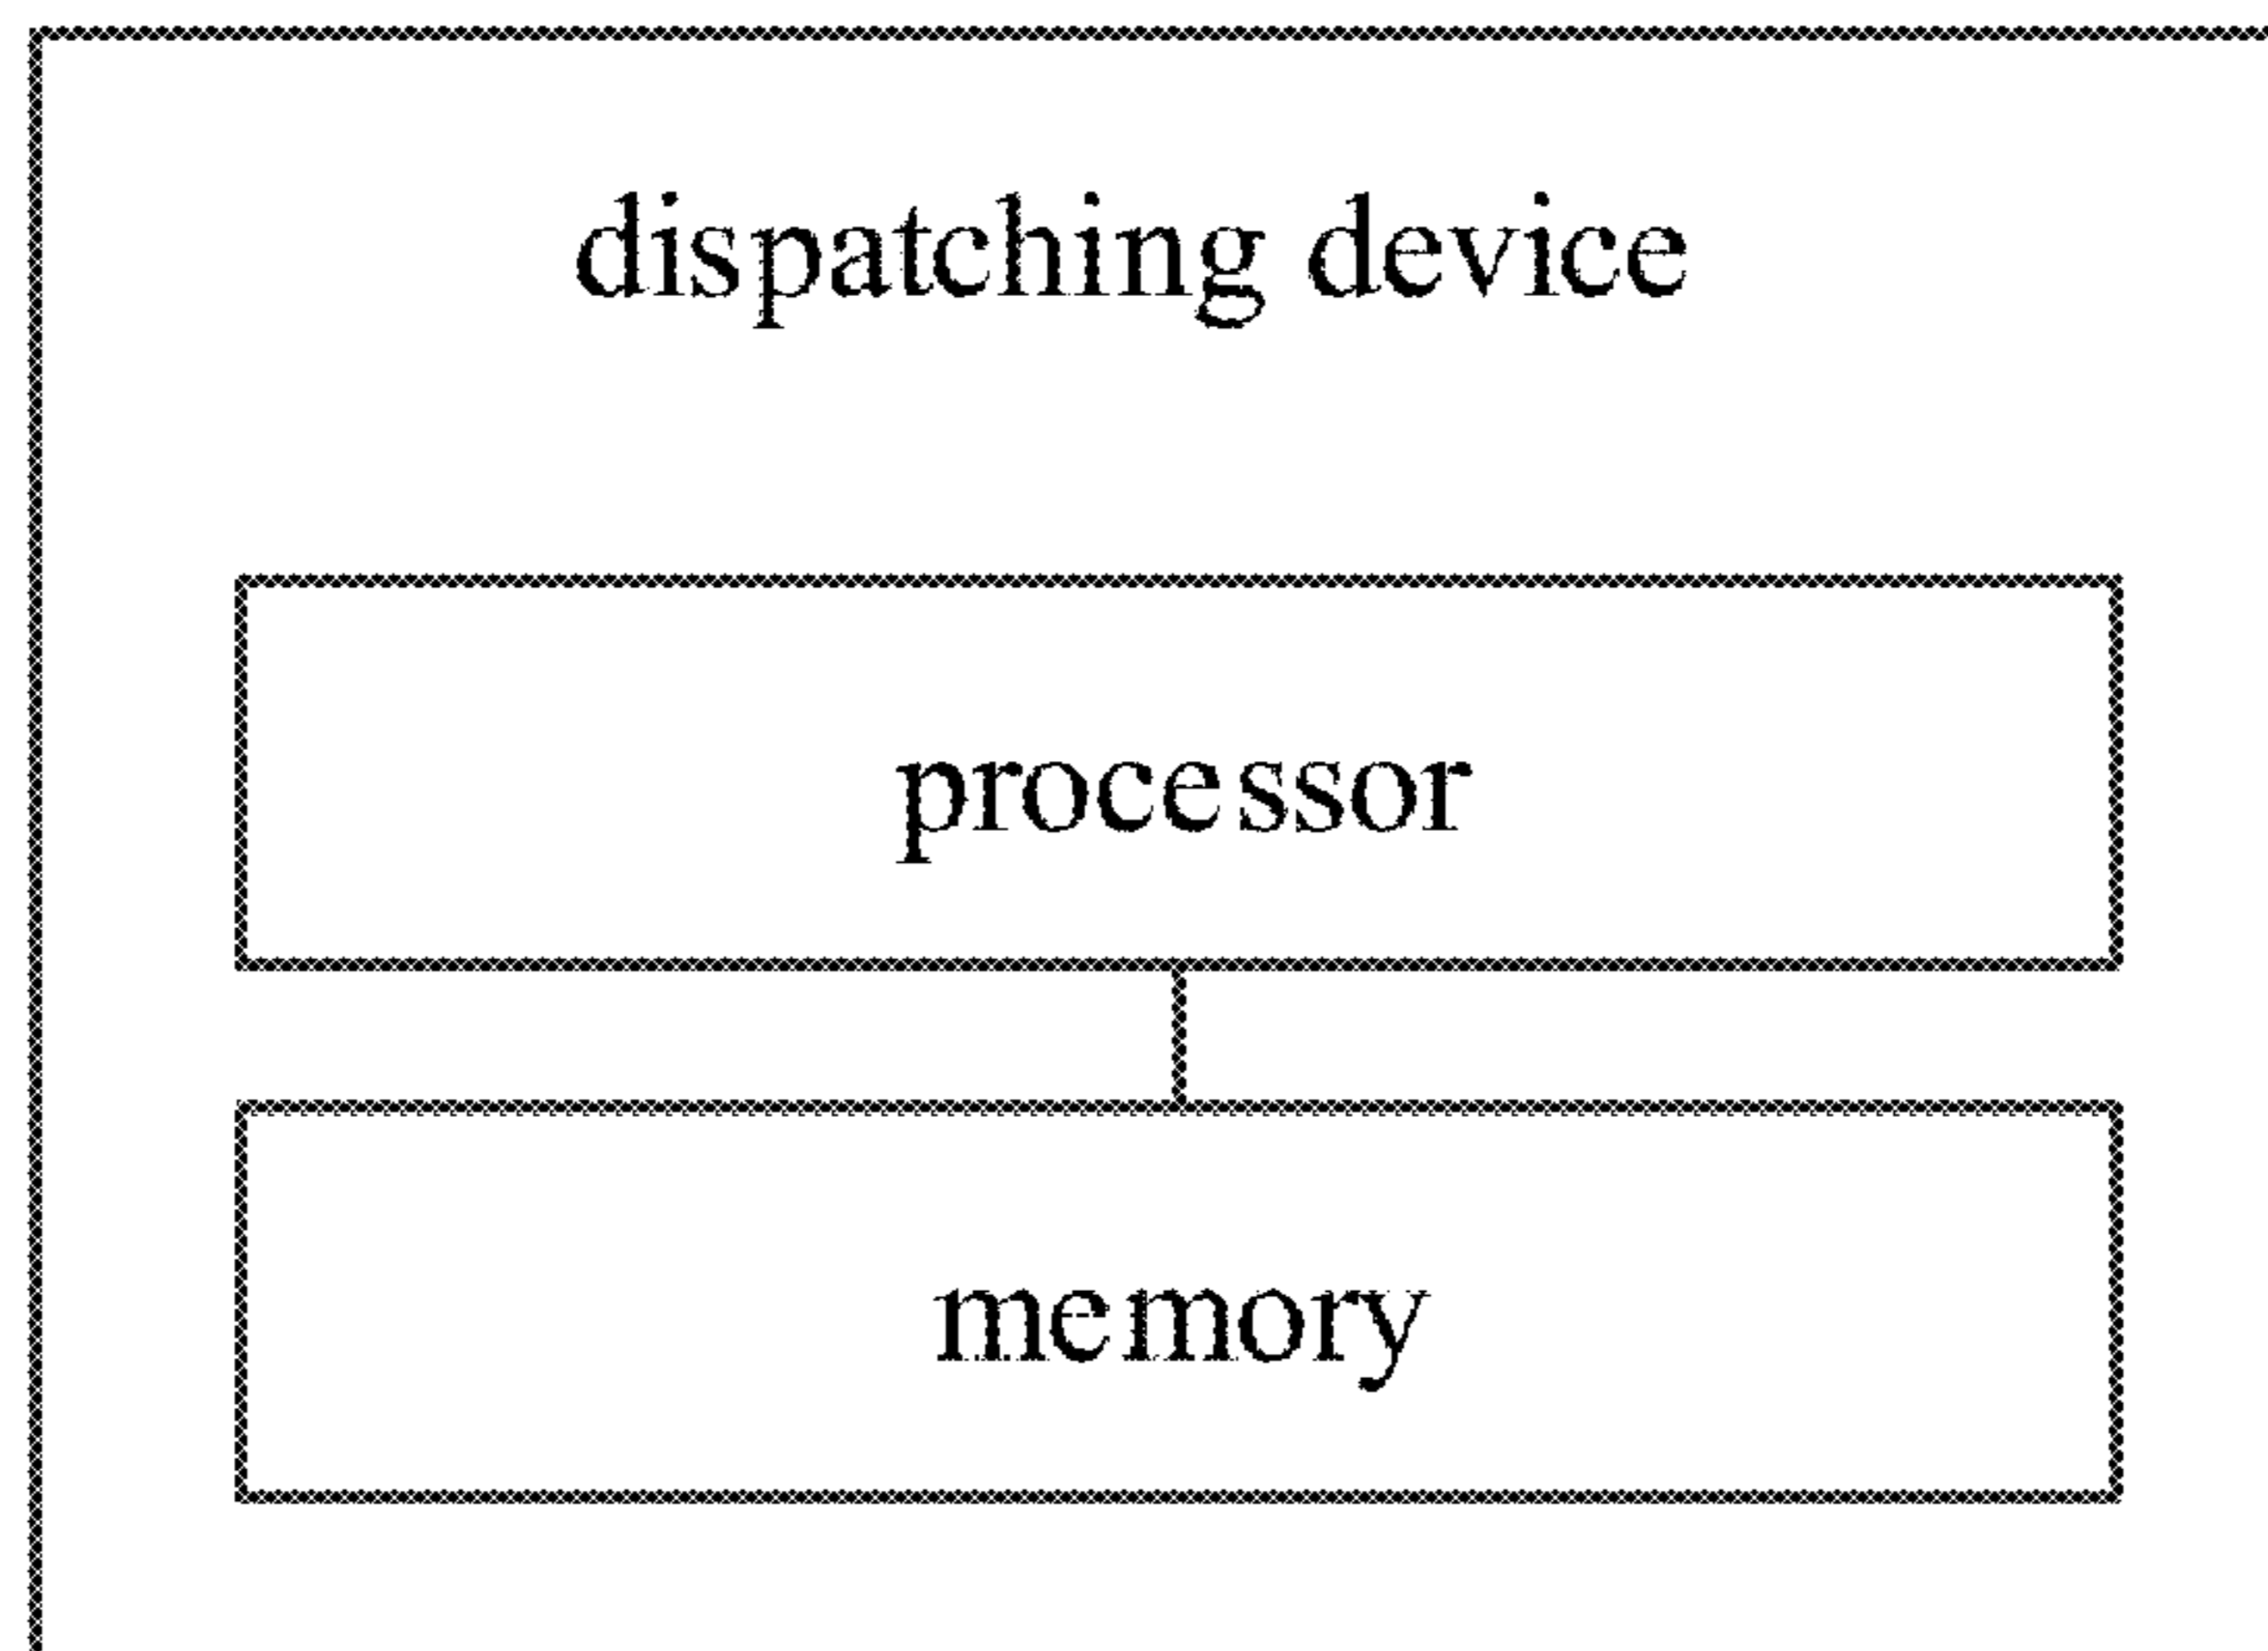 dispatching device
processor
memory